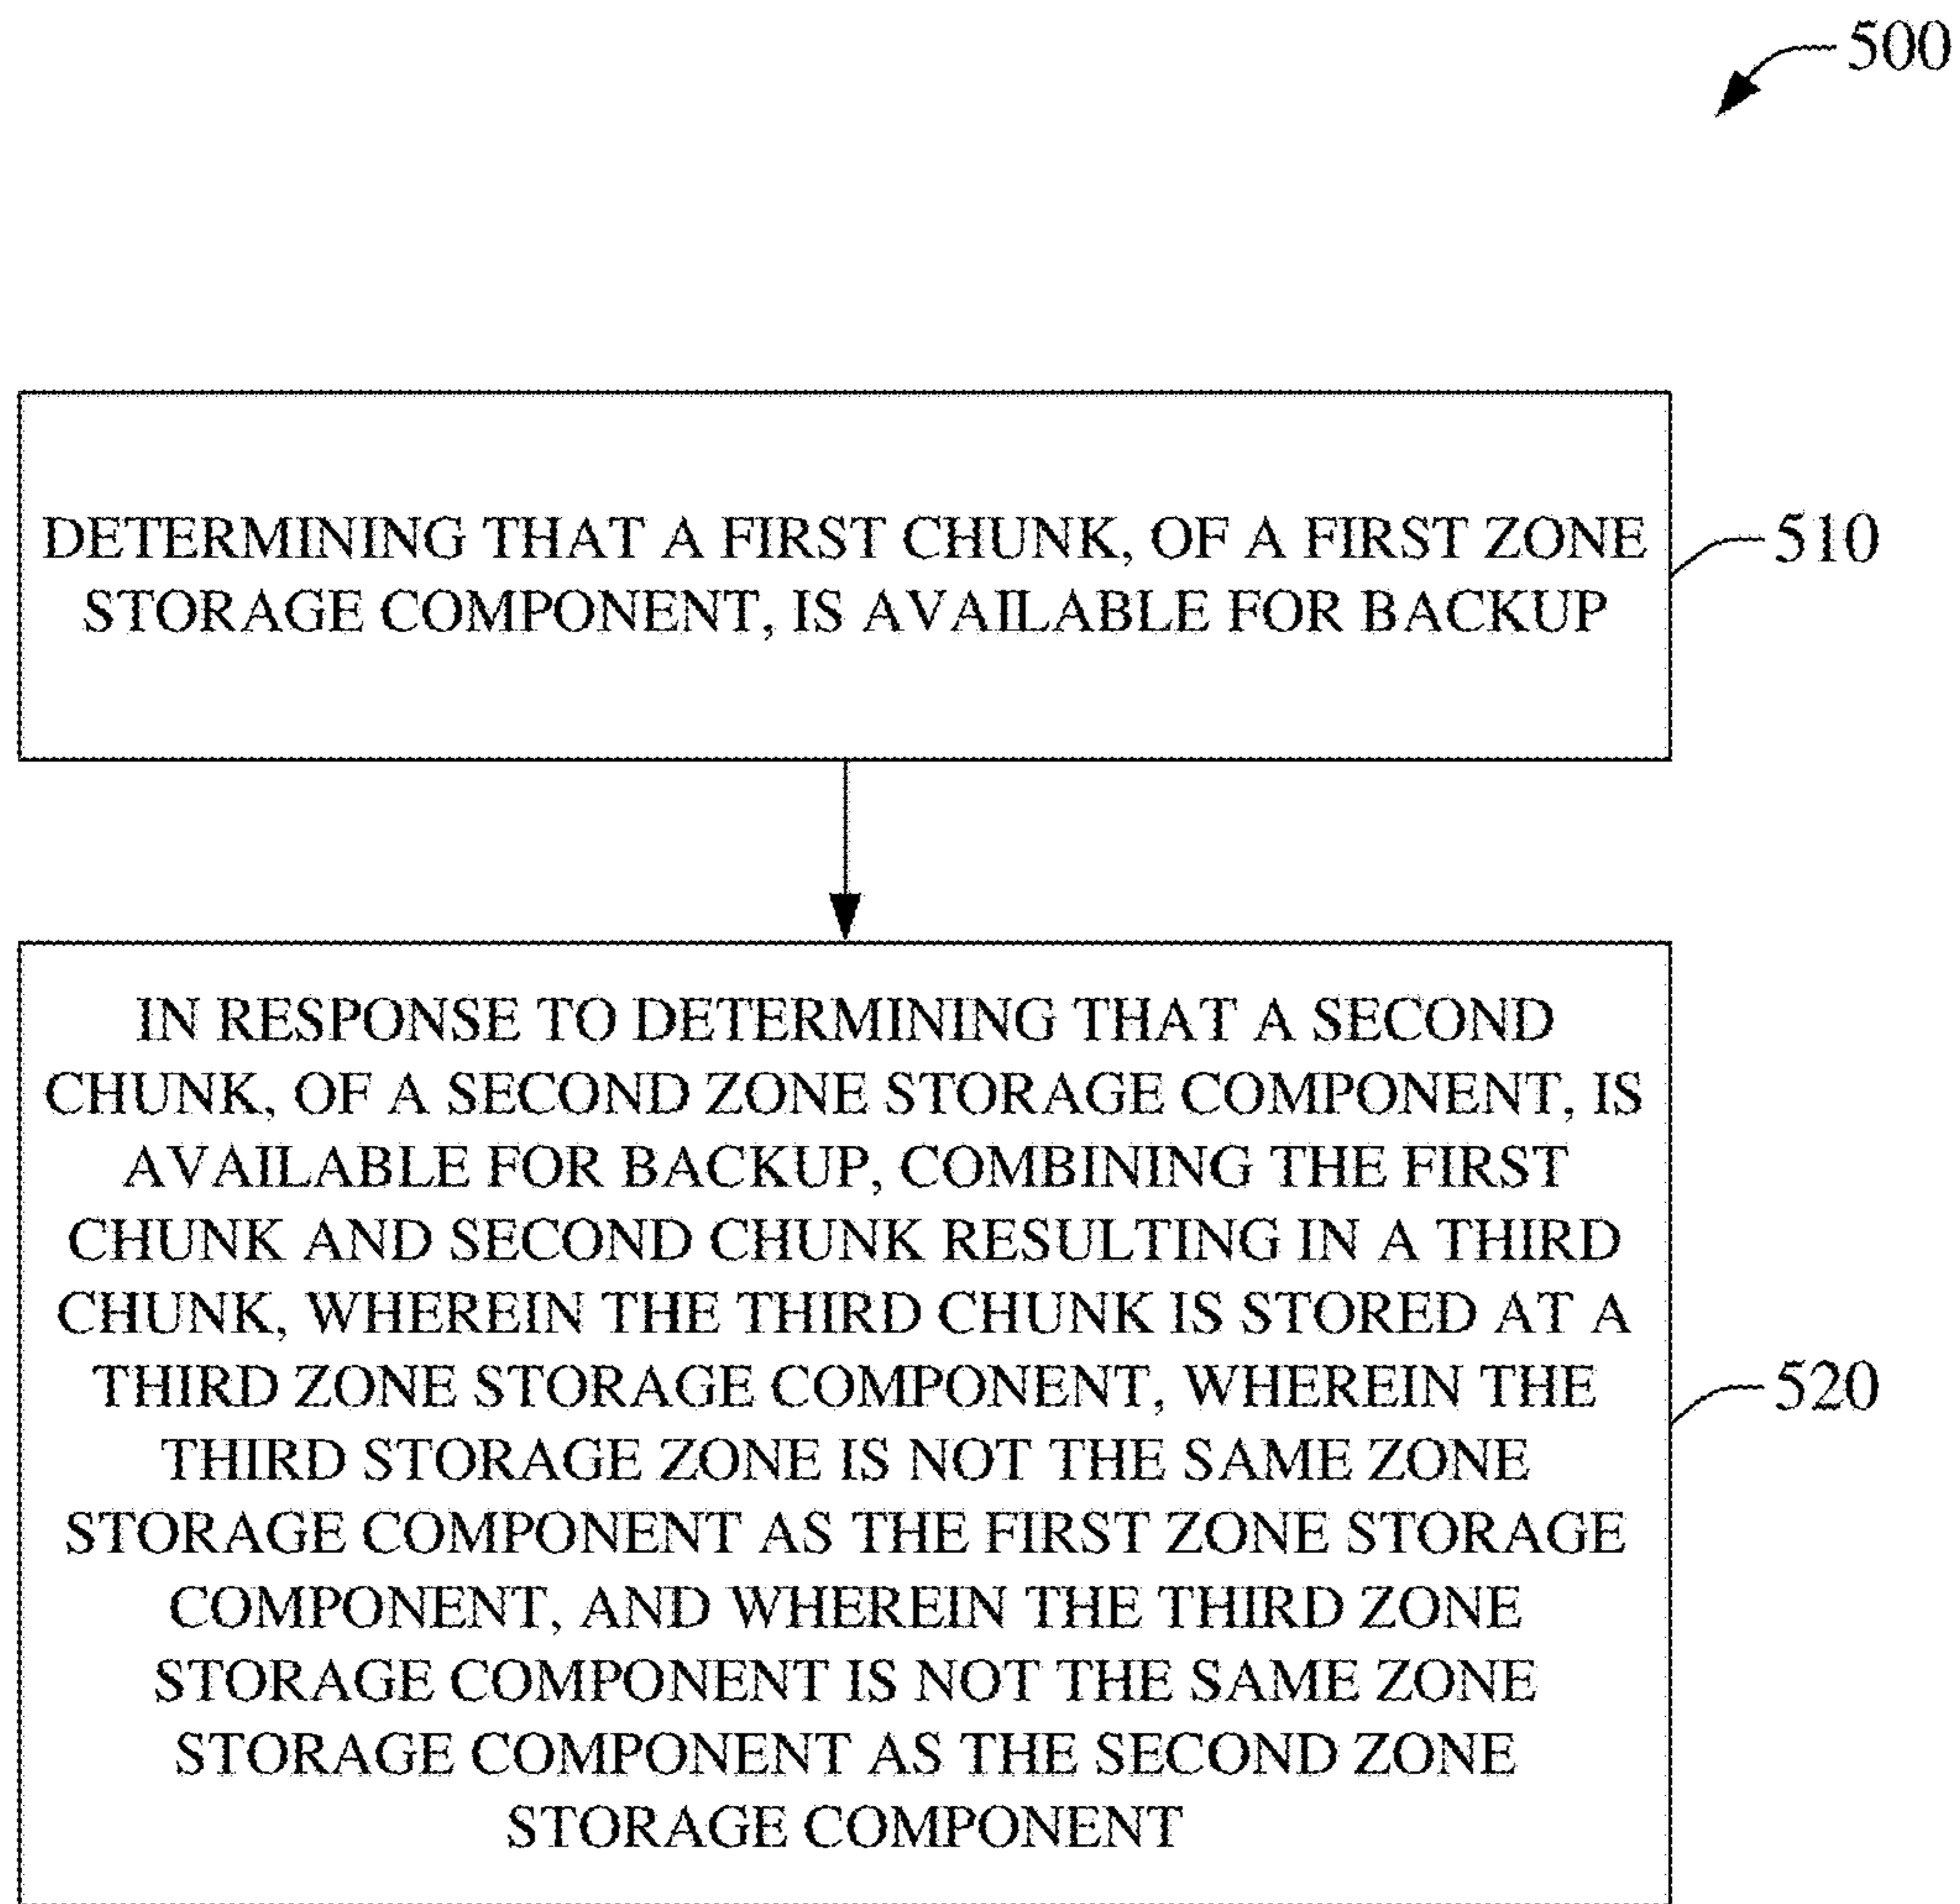 500
DETERMINING THAT A FIRST CHUNK, OF A FIRST ZONE
STORAGE COMPONENT, IS AVAILABLE FOR BACKUP
510
IN RESPONSE TO DETERMINING THAT A SECOND
CHUNK, OF A SECOND ZONE STORAGE COMPONENT, IS
AVAILABLE FOR BACKUP, COMBINING THE FIRST
CHUNK AND SECOND CHUNK RESULTING IN A THIRD
CHUNK, WHEREIN THE THIRD CHUNK IS STORED AT A
THIRD ZONE STORAGE COMPONENT, WHEREIN THE
THIRD STORAGE ZONE IS NOT THE SAME ZONE
STORAGE COMPONENT AS THE FIRST ZONE STORAGE
COMPONENT, AND WHEREIN THE THIRD ZONE
STORAGE COMPONENT IS NOT THE SAME ZONE
STORAGE COMPONENT AS THE SECOND ZONE
STORAGE COMPONENT
520